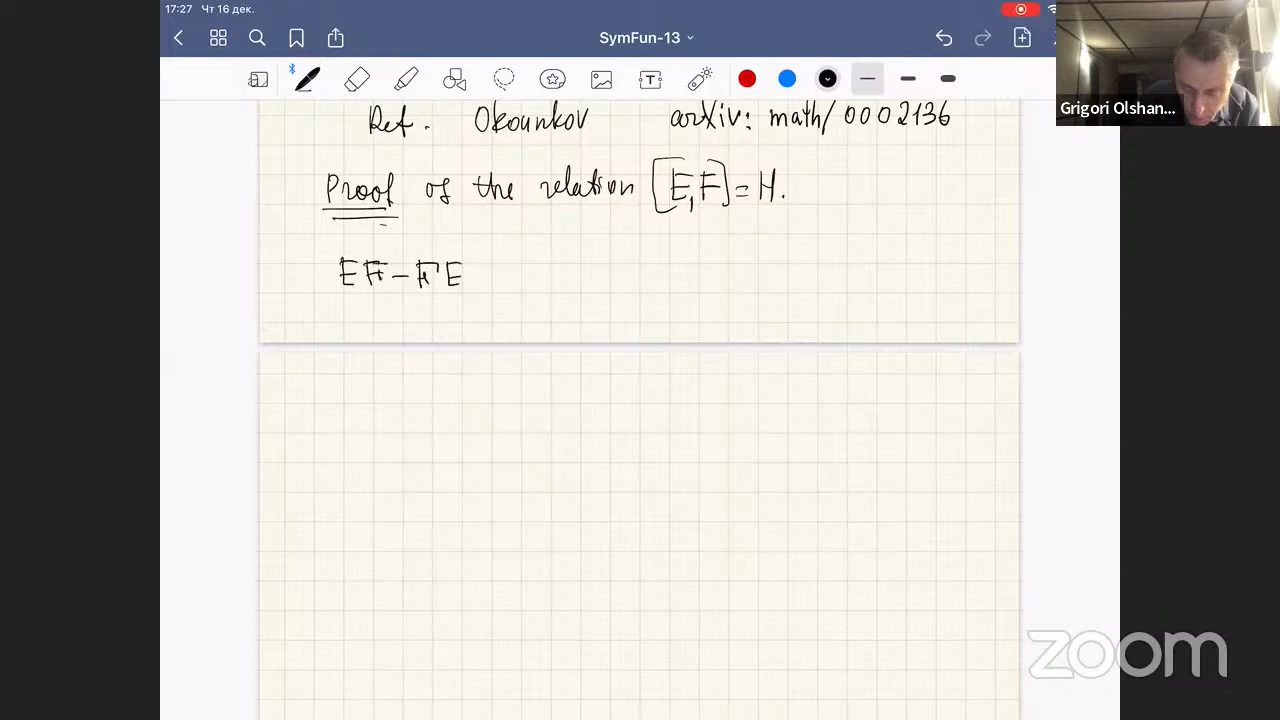 17:27 Чт 16 дек.
SymFun-13
Grigori Olshan...
Ref. Okounkov arXiv: math/0002136
Proof of the relation [E,F]=H.
EF-FE
zoom